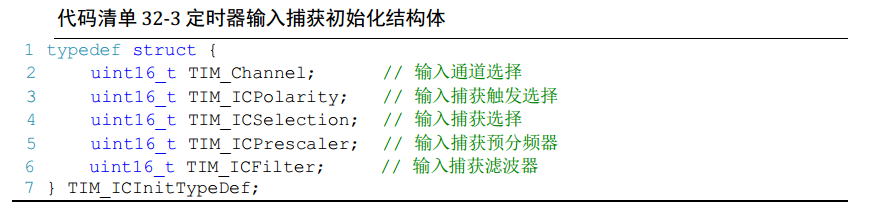 代码清单 32-3 定时器输入捕获初始化结构体
1 typedef struct {
2 uint16_t TIM_Channel; // 输入通道选择
3 uint16_t TIM_ICPolarity; // 输入捕获触发选择
4 uint16_t TIM_ICSelection; // 输入捕获选择
5 uint16_t TIM_ICPrescaler; // 输入捕获预分频器
6 uint16_t TIM_ICFilter; // 输入捕获滤波器
7 } TIM_ICInitTypeDef;